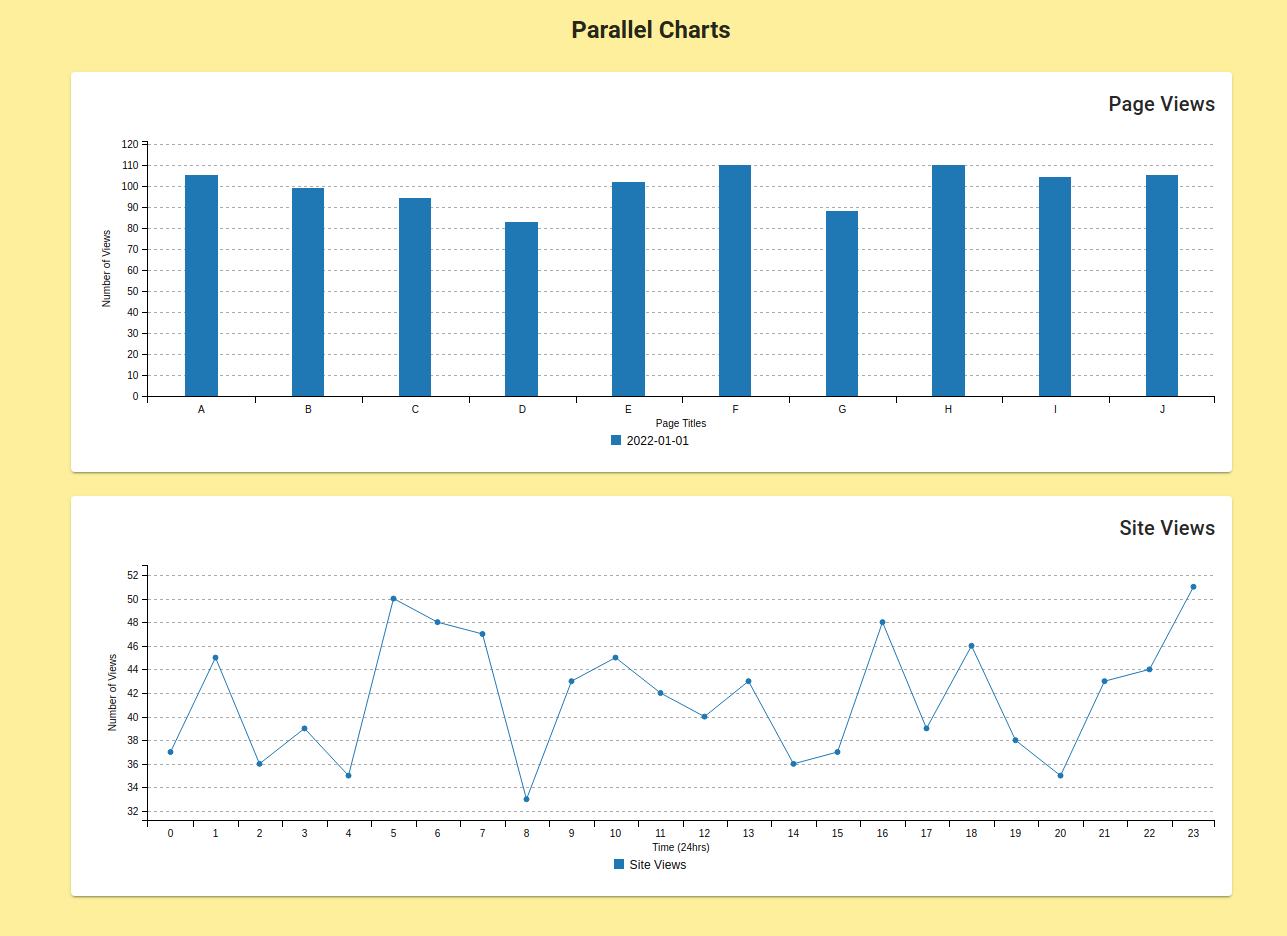 Parallel Charts
Page Views
120
110
100
90
80
70
60
50
40
30
20
10
0
Number of Views
A B C D E F G H I J
Page Titles
2022-01-01
Site Views
52
50
48
46
44
42
40
38
36
34
32
Number of Views
0 1 2 3 4 5 6 7 8 9 10 11 12 13 14 15 16 17 18 19 20 21 22 23
Time (24hrs)
Site Views